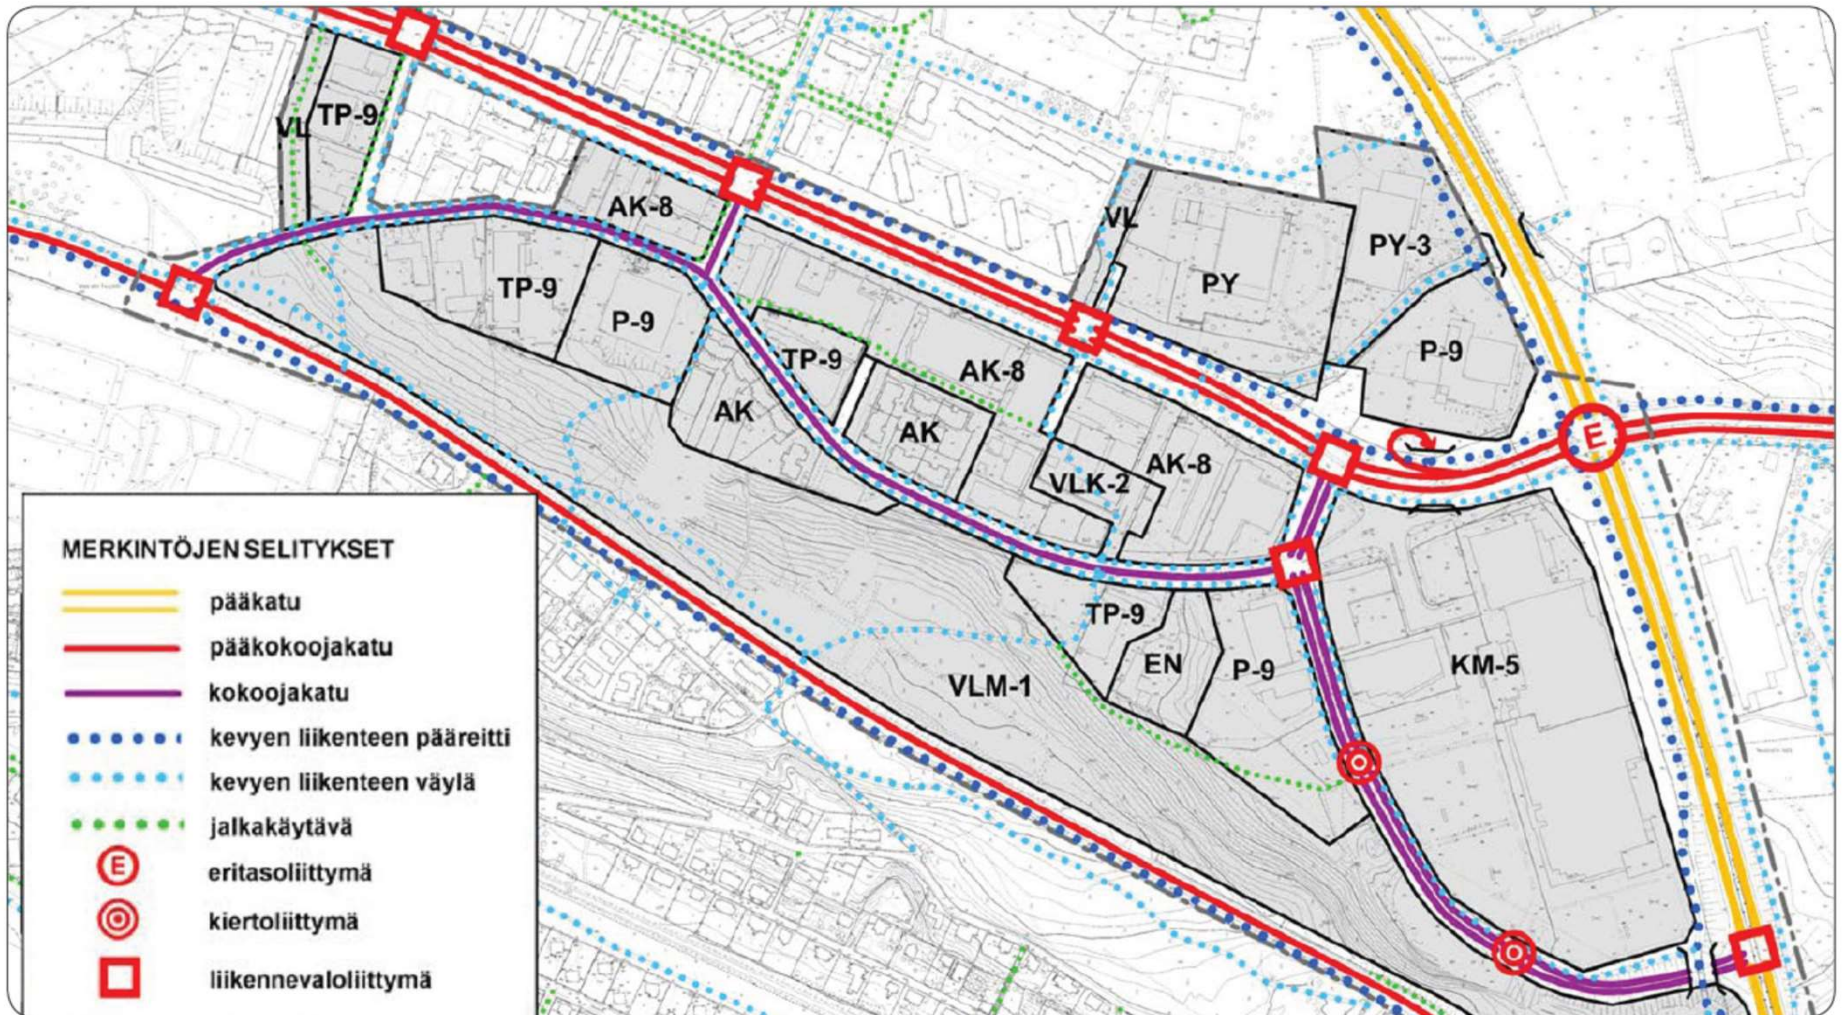 TP-9
VL
AK-8
VL
PY-3
PY
TP-9
P-9
P-9
TP-9
AK-8
AK
AK
AK-8
VLK-2
E
TP-9
EN
P-9
KM-5
VLM-1
MERKINTÖJEN SELITYKSET
pääkatu
pääkokoojakatu
kokoojakatu
kevyen liikenteen pääreitti
kevyen liikenteen väylä
jalkakäytävä
E eritasoliittymä
kiertoliittymä
liikennevaloliittymä